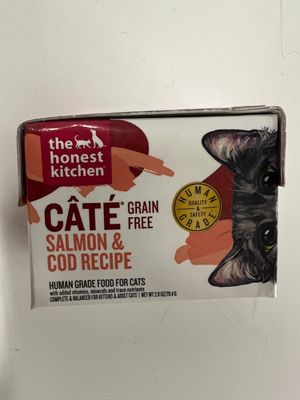 the
honest
kitchen®
CÂTÉ® GRAIN
FREE
SALMON &
COD RECIPE
HUMAN
QUALITY
&
SAFETY
GRADE
HUMAN GRADE FOOD FOR CATS
with added vitamins, minerals and trace nutrients
COMPLETE & BALANCED FOR KITTENS & ADULT CATS | NET WT 2.8 OZ/79.4 G